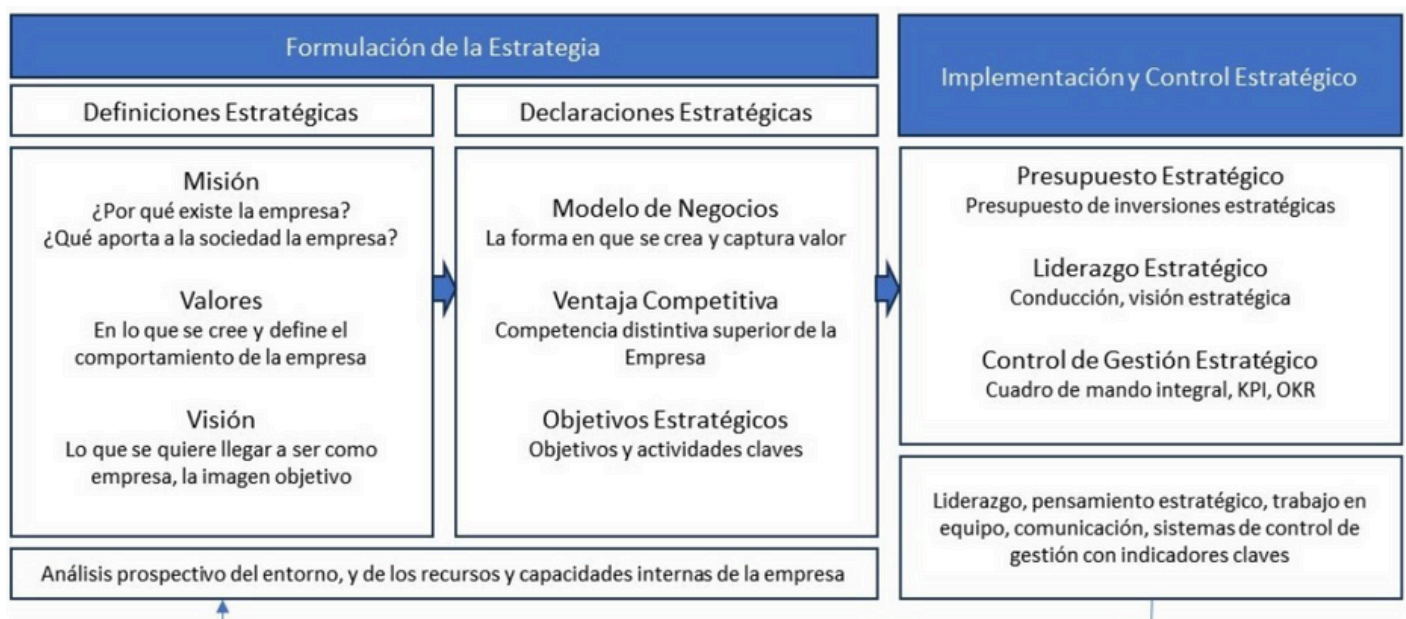 Formulación de la Estrategia
Implementación y Control Estratégico
Definiciones Estratégicas
Declaraciones Estratégicas
Misión
¿Por qué existe la empresa?
¿Qué aporta a la sociedad la empresa?
Valores
En lo que se cree y define el
comportamiento de la empresa
Visión
Lo que se quiere llegar a ser como
empresa, la imagen objetivo
Modelo de Negocios
La forma en que se crea y captura valor
Ventaja Competitiva
Competencia distintiva superior de la
Empresa
Objetivos Estratégicos
Objetivos y actividades claves
Presupuesto Estratégico
Presupuesto de inversiones estratégicas
Liderazgo Estratégico
Conducción, visión estratégica
Control de Gestión Estratégico
Cuadro de mando integral, KPI, OKR
Liderazgo, pensamiento estratégico, trabajo en
equipo, comunicación, sistemas de control de
gestión con indicadores claves
Análisis prospectivo del entorno, y de los recursos y capacidades internas de la empresa